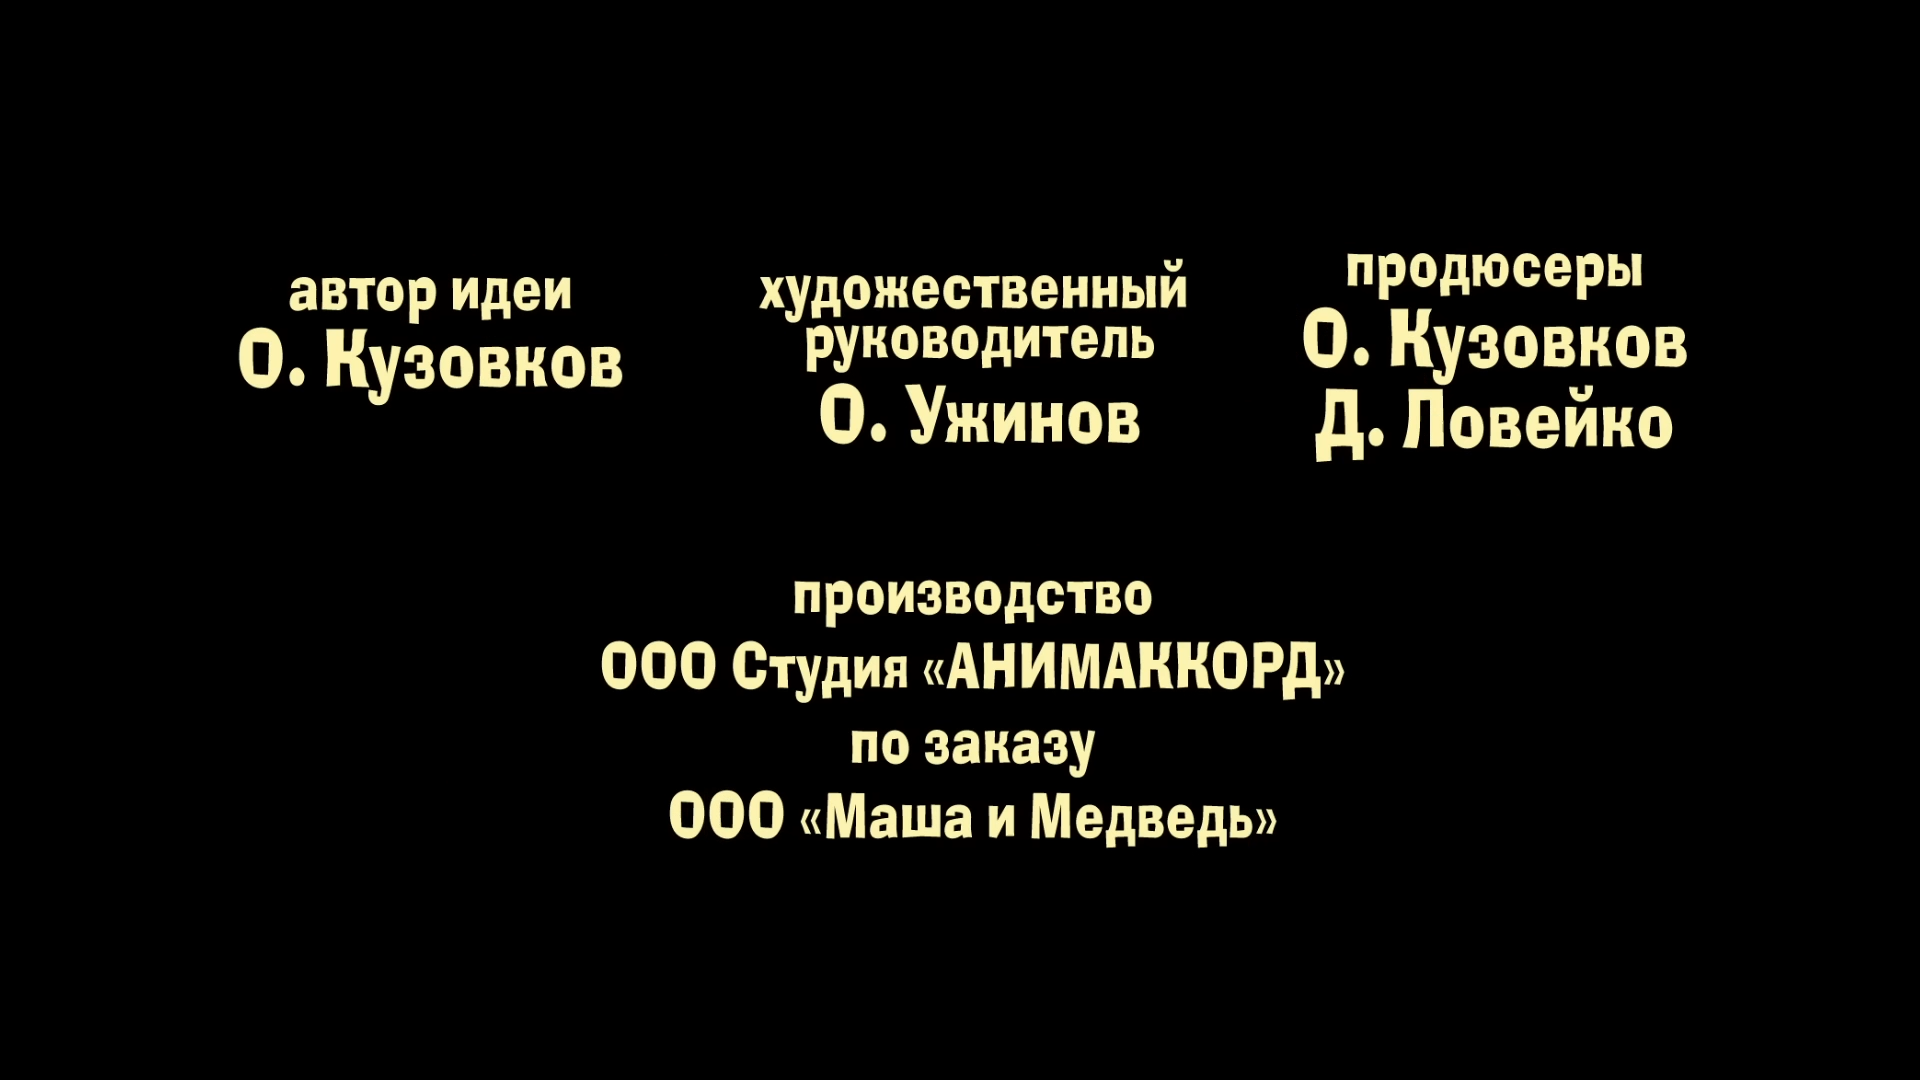 автор идеи
О. Кузовков
художественный
руководитель
О. Ужинов
продюсеры
О. Кузовков
Д. Ловейко
производство
ООО Студия «АНИМАККОРД»
по заказу
ООО «Маша и Медведь»